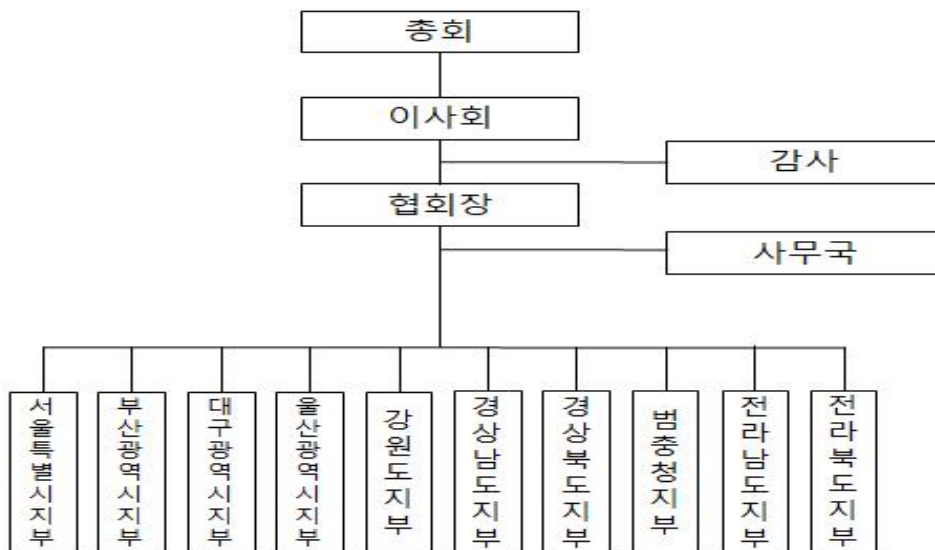 총회
이사회
감사
협회장
사무국
서울특별시지부
부산광역시지부
대구광역시지부
울산광역시지부
강원도지부
경상남도지부
경상북도지부
범충청지부
전라남도지부
전라북도지부